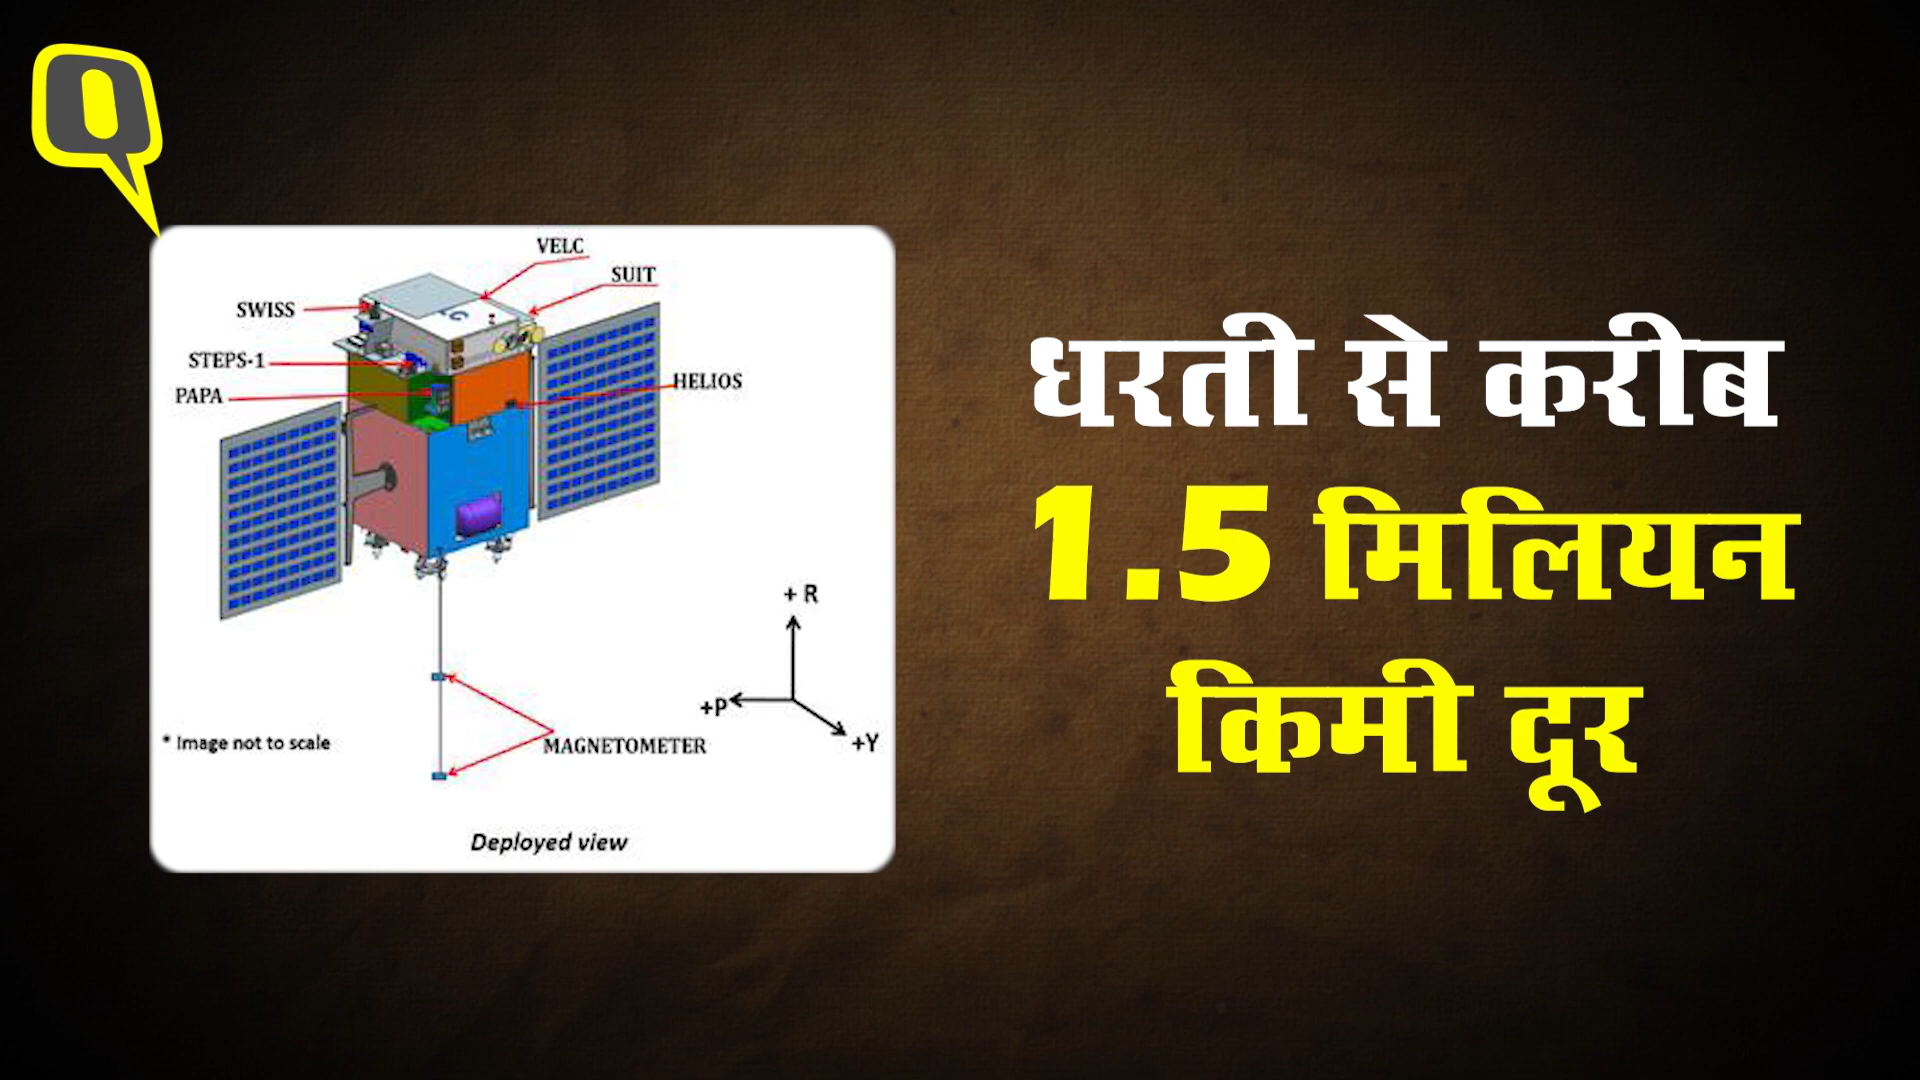 VELC
SUIT
SWISS
STEPS-1
HELIOS
PAPA
+ R
+P
+Y
MAGNETOMETER
* Image not to scale
Deployed view
धरती से करीब
1.5 मिलियन
किमी दूर